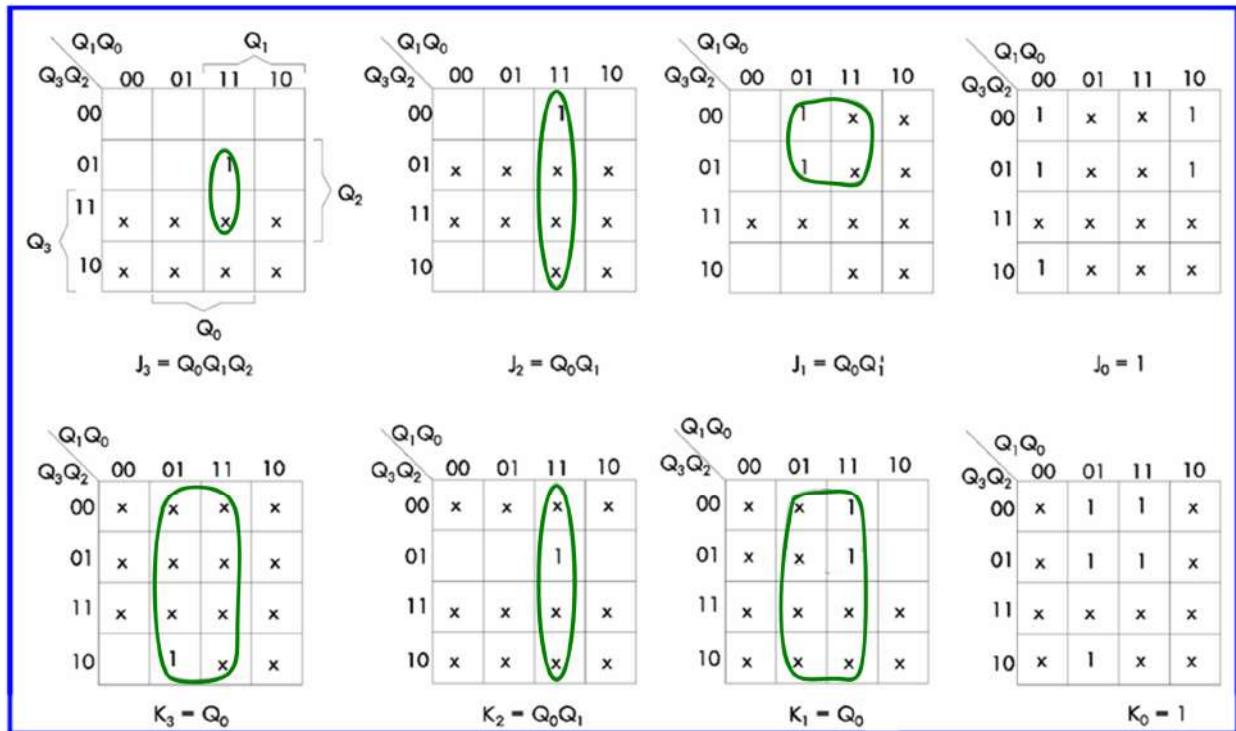 Q₁Q₀ Q₁ Q₁Q₀ Q₁Q₀ Q₁Q₀
Q₃Q₂ 00 01 11 10 Q₃Q₂ 00 01 11 10 Q₃Q₂ 00 01 11 10 Q₃Q₂ 00 01 11 10
00 00 1 00 1 x x 00 1 x x 1
01 1 Q₂ 01 x x x x 01 1 x x 01 1 x x 1
Q₃ 11 x x x x 11 x x x x 11 x x x x 11 x x x x
10 x x x x 10 x x 10 x x 10 1 x x x
Q₀
J₃ = Q₀Q₁Q₂ J₂ = Q₀Q₁ J₁ = Q₀Q₁' J₀ = 1
Q₁Q₀ Q₁Q₀ Q₁Q₀ Q₁Q₀
Q₃Q₂ 00 01 11 10 Q₃Q₂ 00 01 11 10 Q₃Q₂ 00 01 11 10 Q₃Q₂ 00 01 11 10
00 x x x x 00 x x x x 00 x x 1 00 x 1 1 x
01 x x x x 01 1 01 x x 1 01 x 1 1 x
11 x x x x 11 x x x x 11 x x x x 11 x x x x
10 1 x x 10 x x x x 10 x x x x 10 x 1 x x
K₃ = Q₀ K₂ = Q₀Q₁ K₁ = Q₀ K₀ = 1